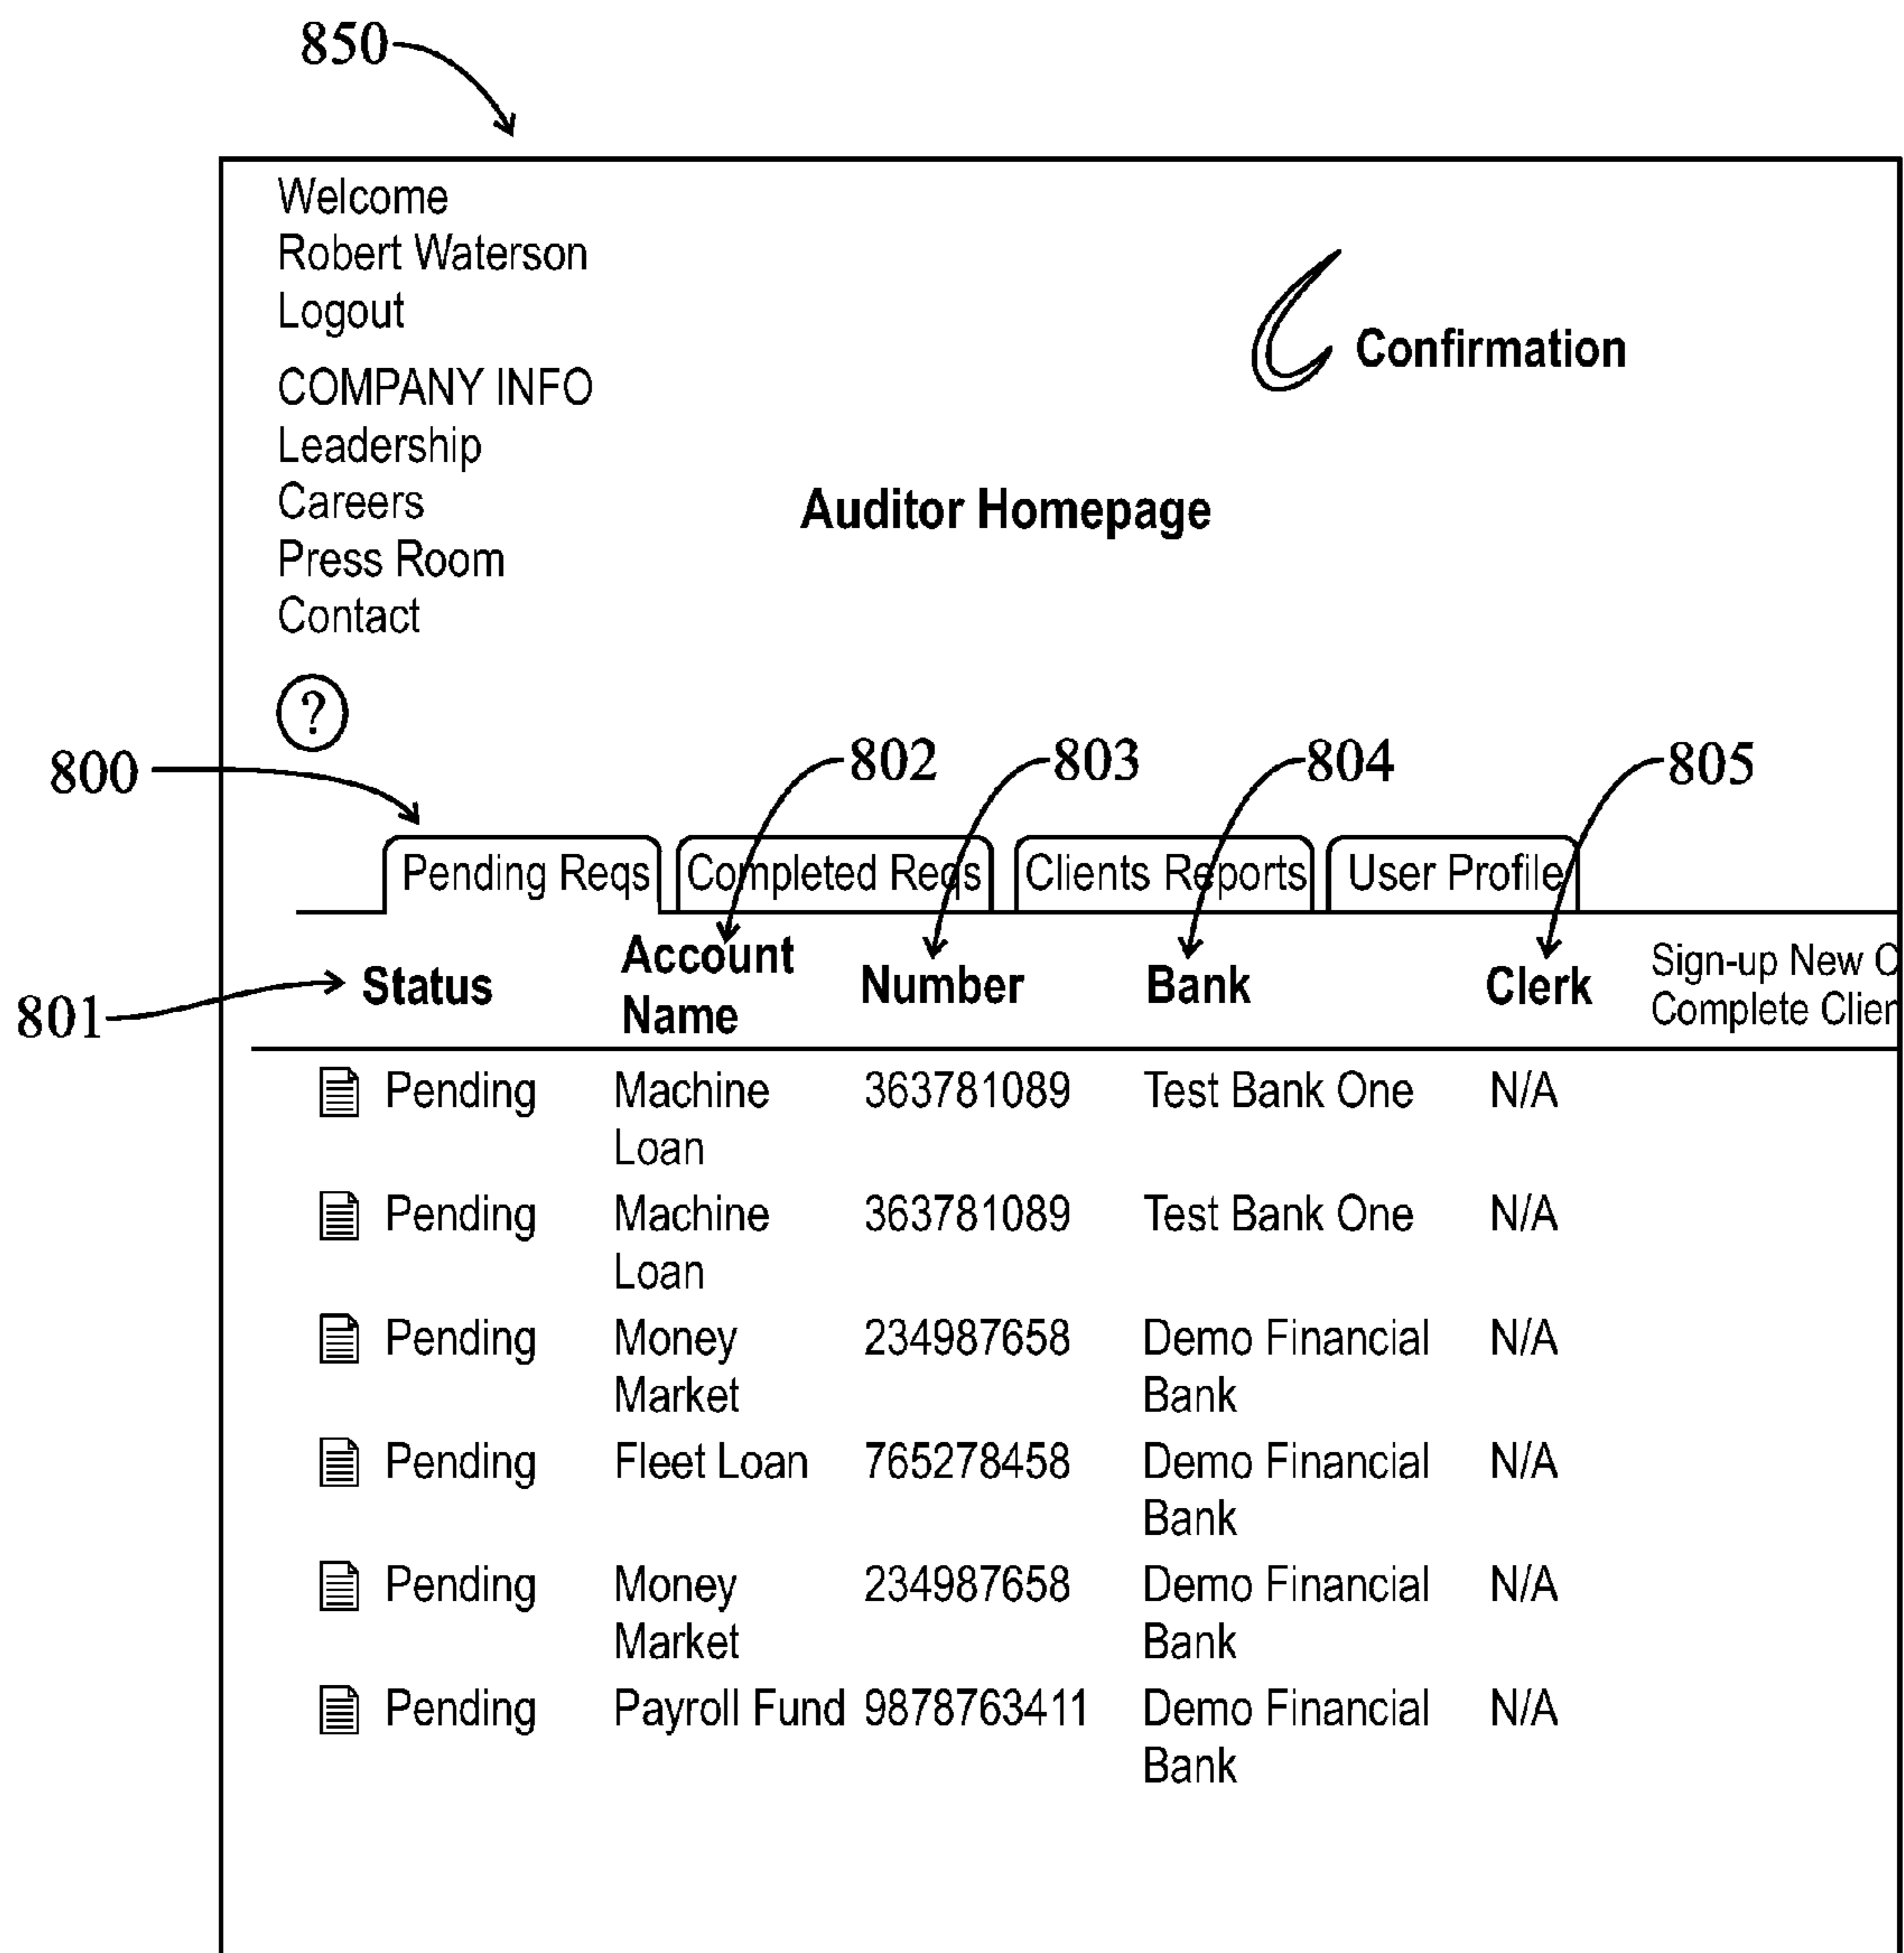 850
Welcome
Robert Waterson
Logout
COMPANY INFO
Leadership
Careers
Press Room
Contact
Confirmation
Auditor Homepage
?
800
802
803
804
805
Pending Reqs Completed Reqs Clients Reports User Profile
801
Status Account Name Number Bank Clerk
Sign-up New
Complete
Pending Machine 363781089 Test Bank One N/A
Loan
Pending Machine 363781089 Test Bank One N/A
Loan
Pending Money 234987658 Demo Financial N/A
Market Bank
Pending Fleet Loan 765278458 Demo Financial N/A
Bank
Pending Money 234987658 Demo Financial N/A
Market Bank
Pending Payroll Fund 9878763411 Demo Financial N/A
Bank